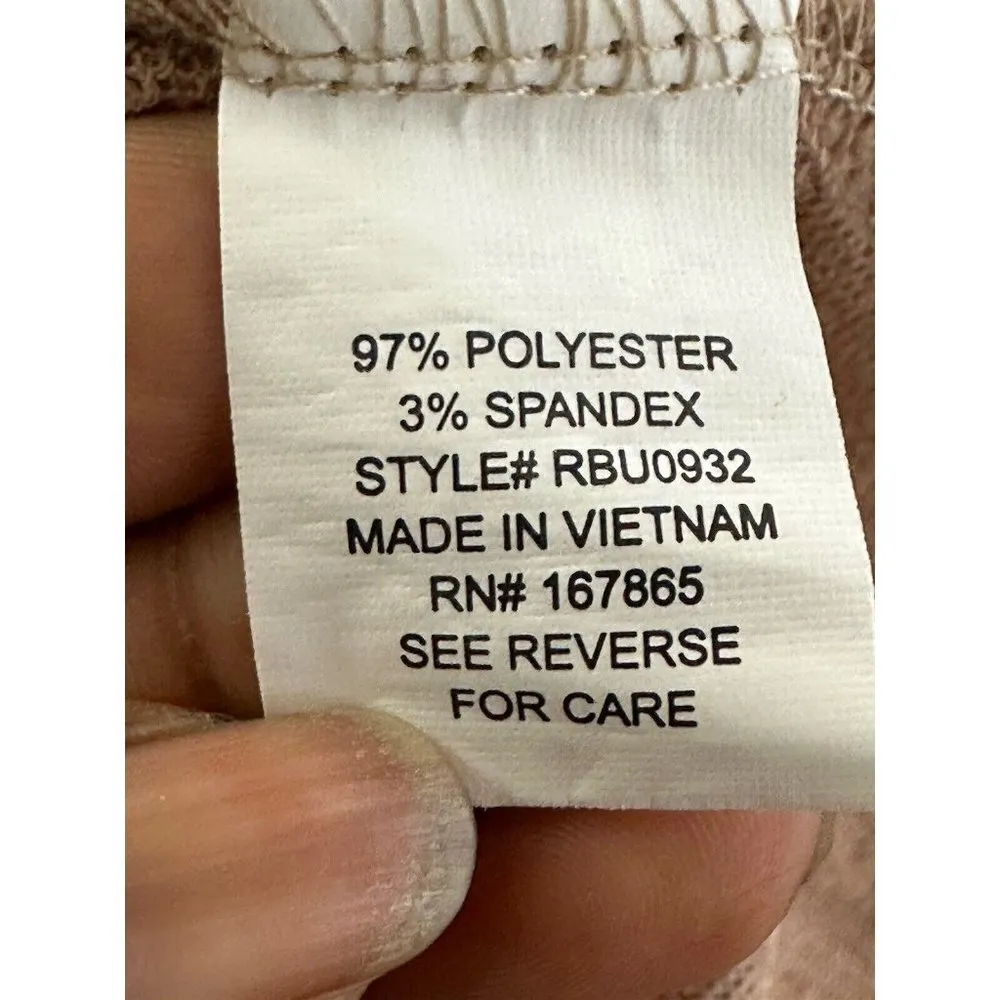 97% POLYESTER
3% SPANDEX
STYLE# RBU0932
MADE IN VIETNAM
RN# 167865
SEE REVERSE
FOR CARE